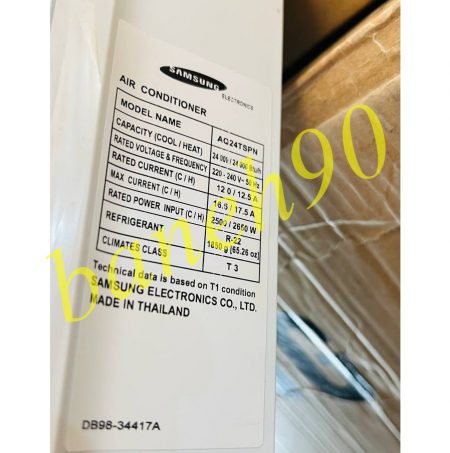 SAMSUNG
ELECTRONICS
AIR CONDITIONER
MODEL NAME AQ24TSPN
CAPACITY (COOL / HEAT) 24 000 / 24 000 Btu/h
RATED VOLTAGE & FREQUENCY 220 - 240 V~ 50 Hz
RATED CURRENT (C / H) 12.0 / 12.5 A
MAX CURRENT (C / H) 16.5 / 17.5 A
RATED POWER INPUT (C / H) 2500 / 2650 W
REFRIGERANT R-22
1850 g [65.26 oz]
CLIMATES CLASS T 3
Technical data is based on T1 condition
SAMSUNG ELECTRONICS CO., LTD.
MADE IN THAILAND
DB98-34417A
baneh90